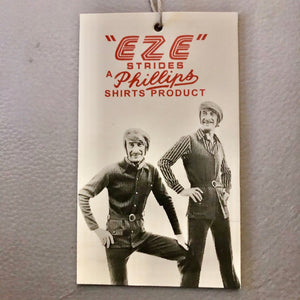 "EZE"
STRIDES
A Phillips
SHIRTS PRODUCT